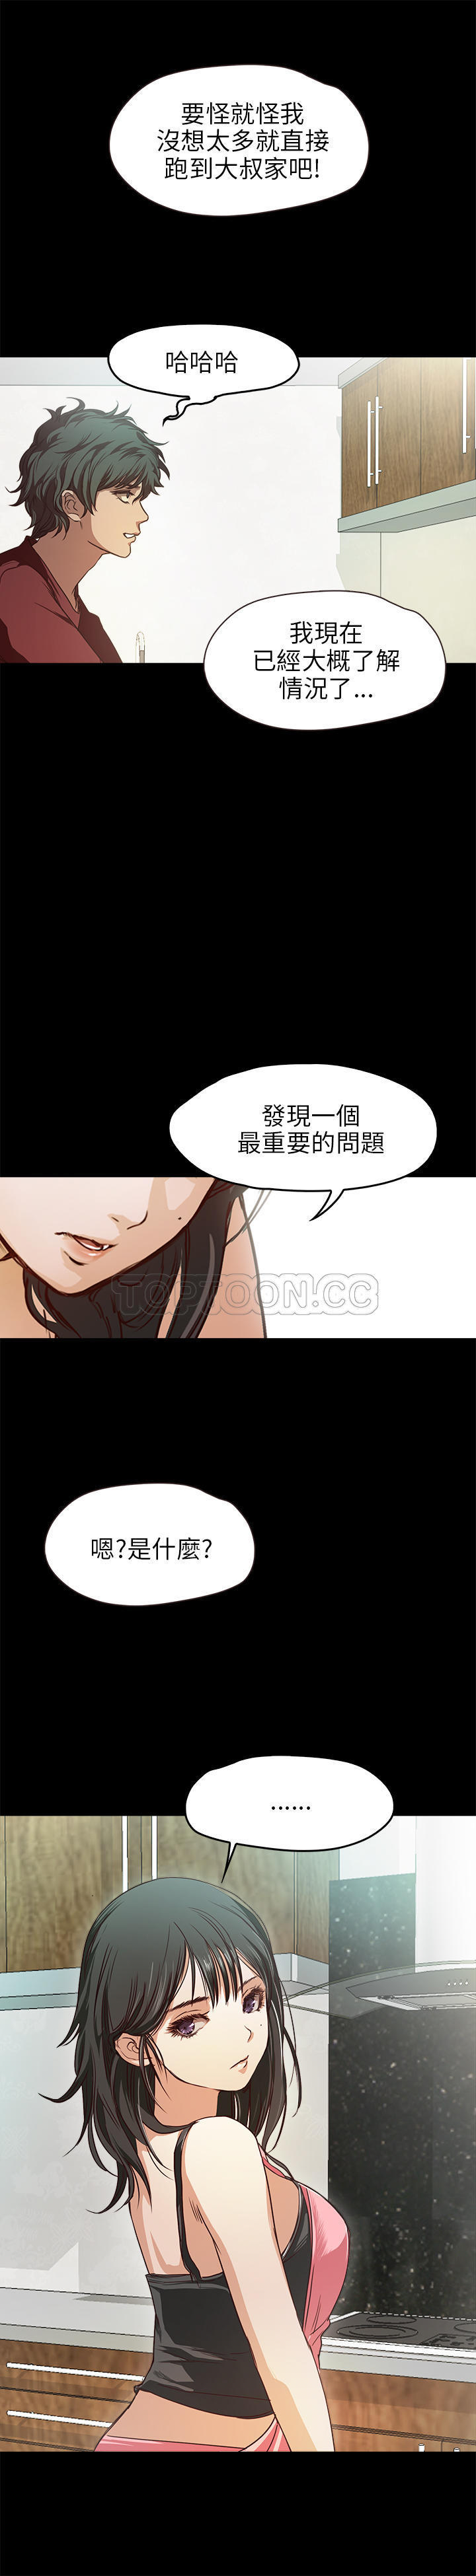 要怪就怪我
沒想太多就直接
跑到大叔家吧!
哈哈哈
我現在
已經大概了解
情況了...
發現一個
最重要的問題
TOPTOON.CC
嗯?是什麼?
......